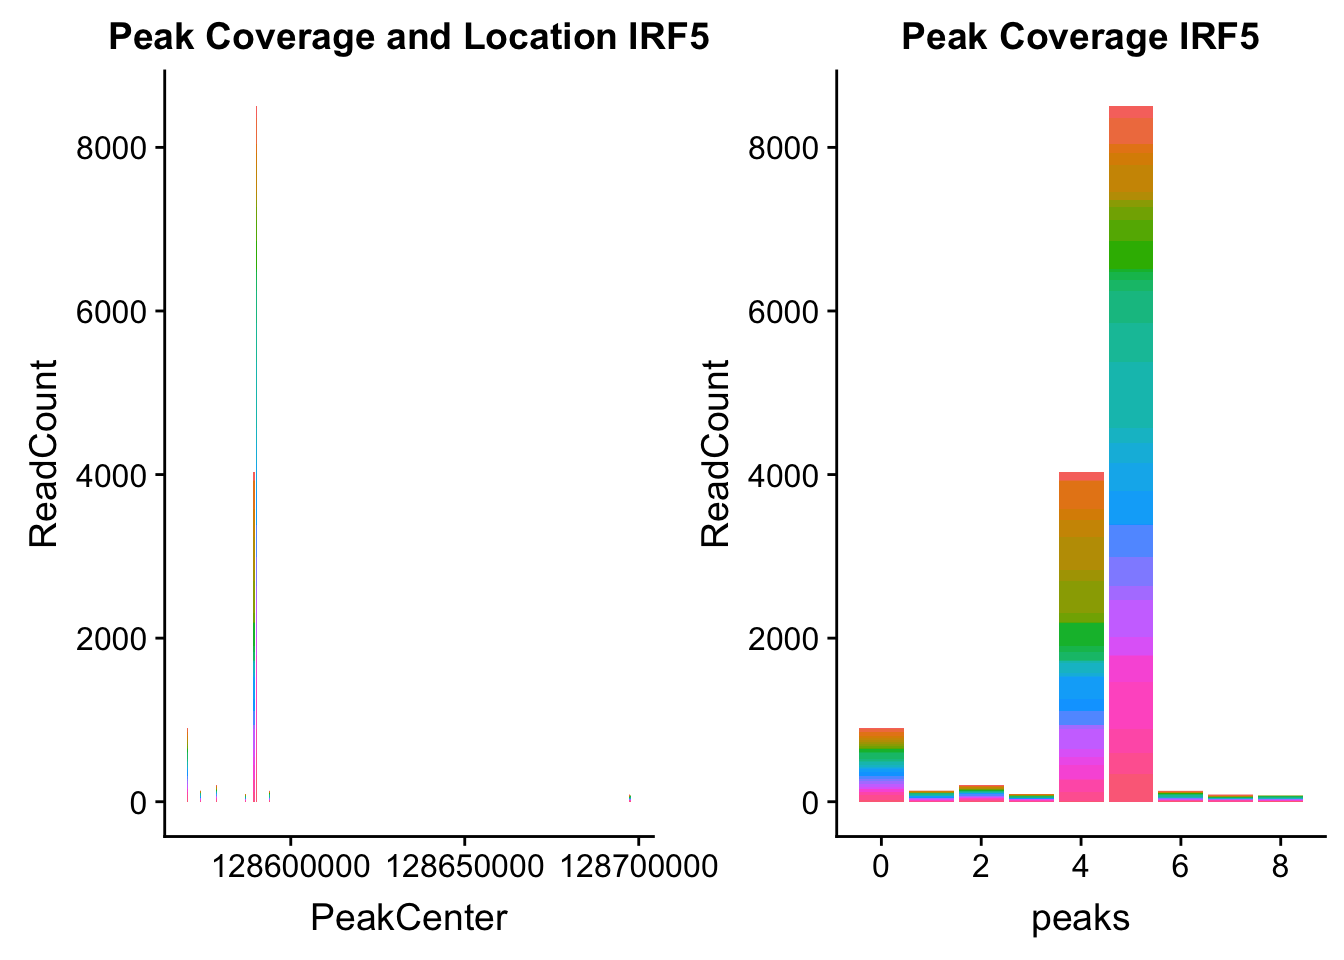 Peak Coverage and Location IRF5
ReadCount
8000
6000
4000
2000
0
128600000 128650000 128700000
PeakCenter
Peak Coverage IRF5
ReadCount
8000
6000
4000
2000
0
0 2 4 6 8
peaks